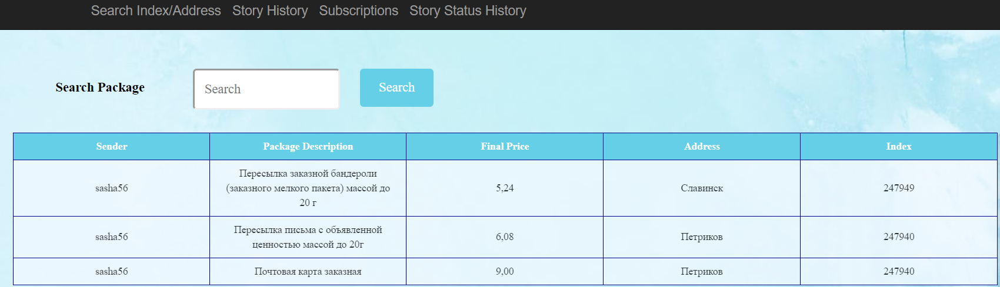 Search Index/Address Story History Subscriptions Story Status History
Search Package Search Search
Sender Package Description Final Price Address Index
sasha56 Пересылка заказной бандероли (заказного мелкого пакета) массой до 20 г 5,24 Славинск 247949
sasha56 Пересылка письма с объявленной ценностью массой до 20г 6,08 Петриков 247940
sasha56 Почтовая карта заказная 9,00 Петриков 247940